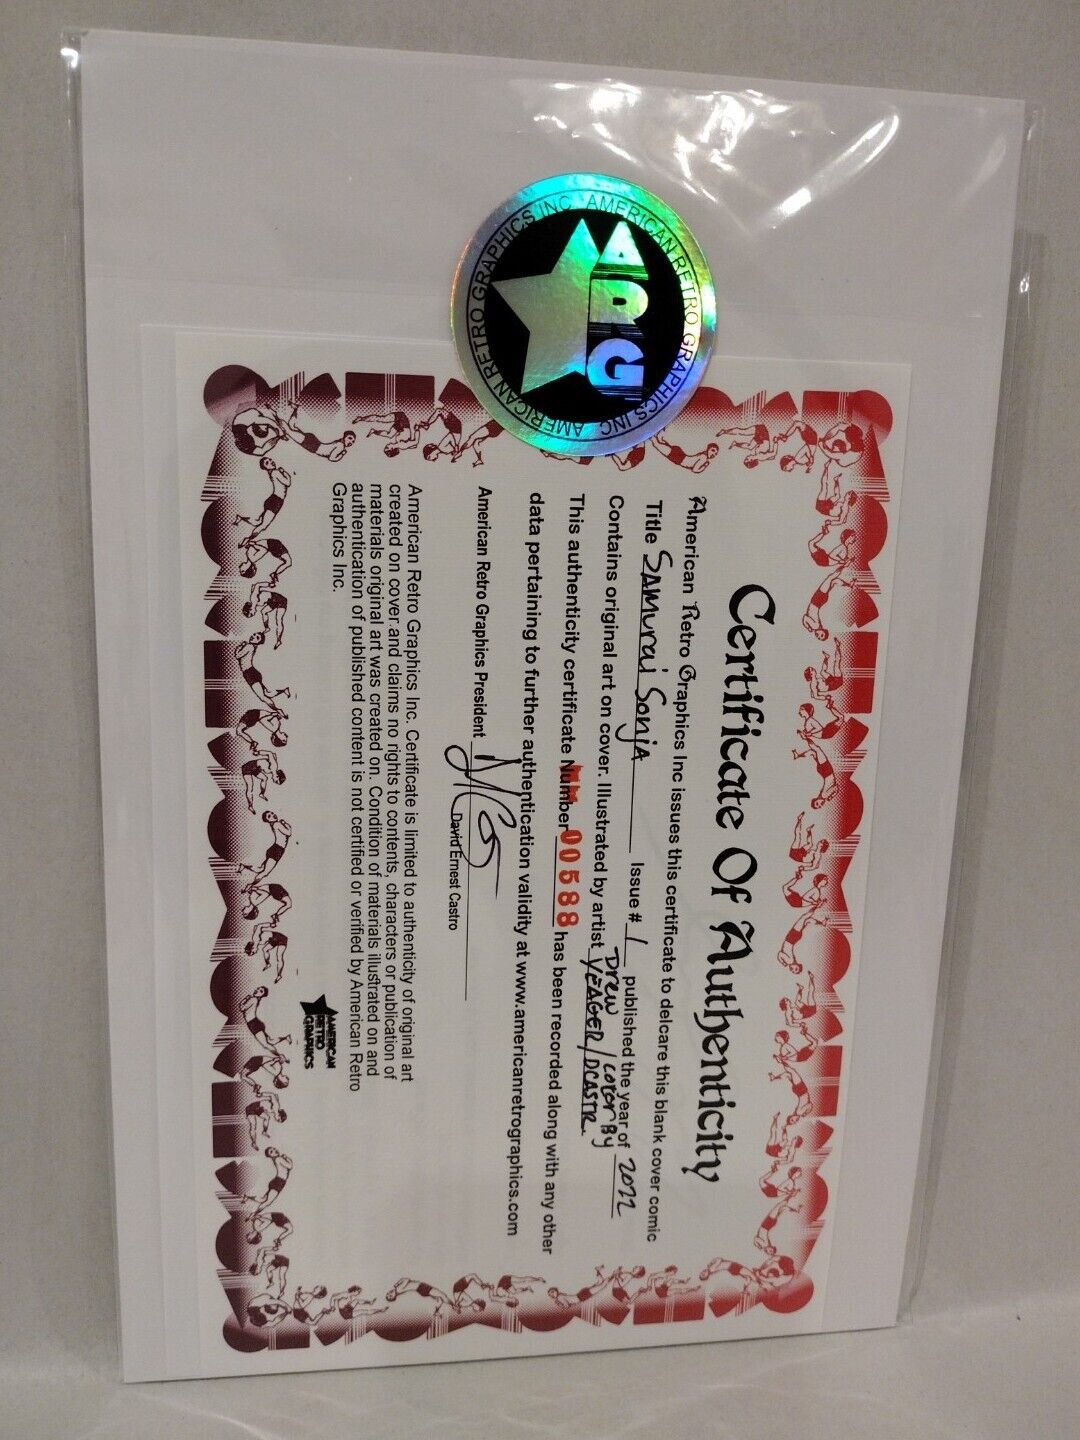 AMERICAN RETRO GRAPHICS INC. AMERICAN RETRO GRAPHICS INC.
ARG
Certificate Of Authenticity
American Retro Graphics Inc issues this certificate to delcare this blank cover comic
Title SAMurai Sonja Issue # 1 published the year of 2022
Contains original art on cover. Illustrated by artist Drew YEAGER/DCASTR. Color By
This authenticity certificate Number 00588 has been recorded along with any other
data pertaining to further authentication validity at www.americanretrographics.com
American Retro Graphics President
David Ernest Castro
American Retro Graphics Inc. Certificate is limited to authenticity of original art
created on cover and claims no rights to contents, characters or publication of
materials original art was created on. Condition of materials illustrated on and
authentication of published content is not certified or verified by American Retro
Graphics Inc.
AMERICAN
RETRO
GRAPHICS